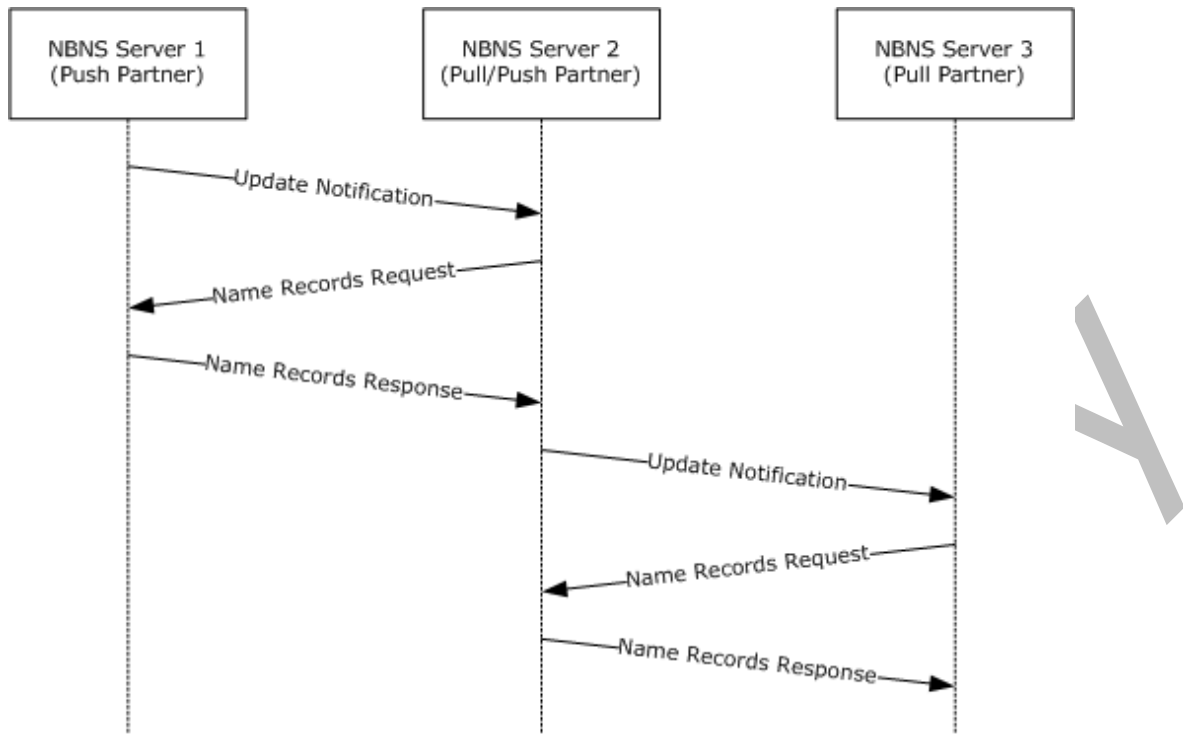 NBNS Server 1
(Push Partner)
NBNS Server 2
(Pull/Push Partner)
NBNS Server 3
(Pull Partner)
Update Notification
Name Records Request
Name Records Response
Update Notification
Name Records Request
Name Records Response